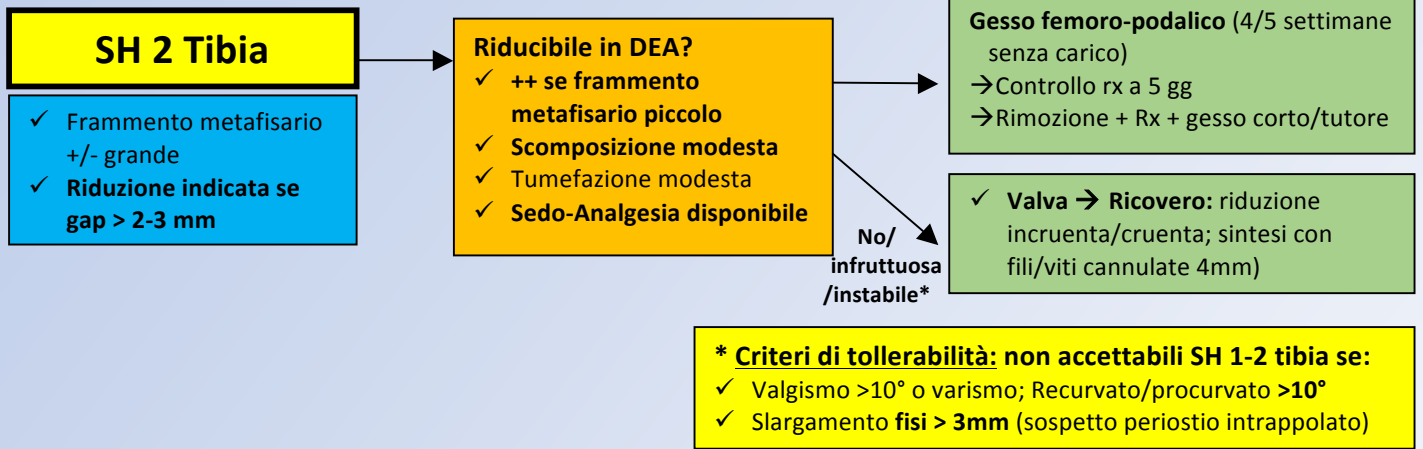 SH 2 Tibia
✓ Frammento metafisario
+/- grande
✓ Riduzione indicata se
gap > 2-3 mm
Riducibile in DEA?
✓ ++ se frammento
metafisario piccolo
✓ Scomposizione modesta
✓ Tumefazione modesta
✓ Sedo-Analgesia disponibile
Gesso femoro-podalico (4/5 settimane
senza carico)
→Controllo rx a 5 gg
→Rimozione + Rx + gesso corto/tutore
No/
infruttuosa
/instabile*
✓ Valva → Ricovero: riduzione
incruenta/cruenta; sintesi con
fili/viti cannulate 4mm)
* Criteri di tollerabilità: non accettabili SH 1-2 tibia se:
✓ Valgismo >10° o varismo; Recurvato/procurvato >10°
✓ Slargamento fisi > 3mm (sospetto periostio intrappolato)